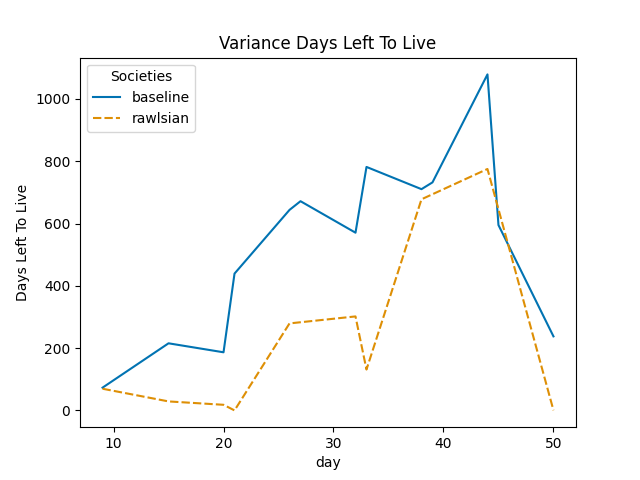 Variance Days Left To Live
Societies
baseline
rawlsian
Days Left To Live
1000
800
600
400
200
0
10 20 30 40 50
day